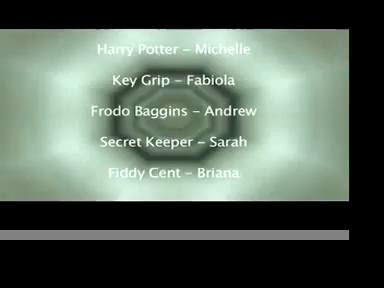 Harry Potter – Michelle
Key Grip – Fabiola
Frodo Baggins – Andrew
Secret Keeper – Sarah
Fiddy Cent – Briana